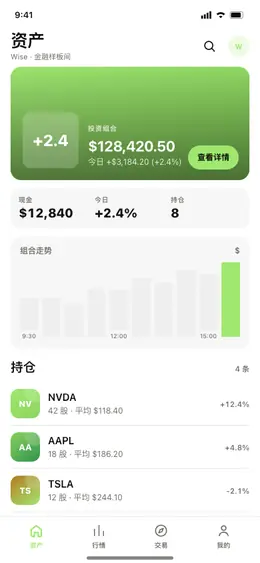 9:41
资产
Wise · 金融样板间
W
+2.4
投资组合
$128,420.50
今日 +$3,184.20 (+2.4%)
查看详情
现金
今日
持仓
$12,840
+2.4%
8
组合走势
$
9:30
12:00
15:00
持仓
4 条
NV
NVDA
42 股 · 平均 $118.40
+12.4%
AA
AAPL
18 股 · 平均 $186.20
+4.8%
TS
TSLA
12 股 · 平均 $244.10
-2.1%
资产
行情
交易
我的